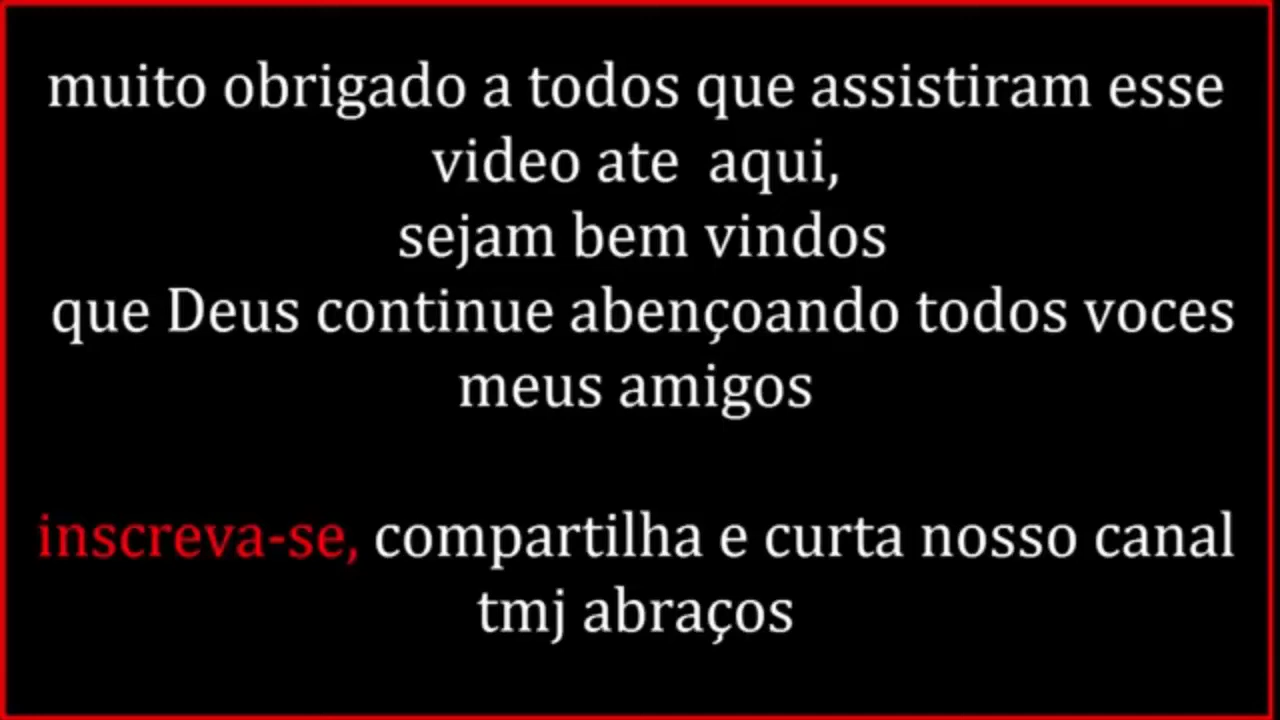 muito obrigado a todos que assistiram esse
video ate  aqui,
sejam bem vindos
que Deus continue abençoando todos voces
meus amigos
inscreva-se, compartilha e curta nosso canal
tmj abraços